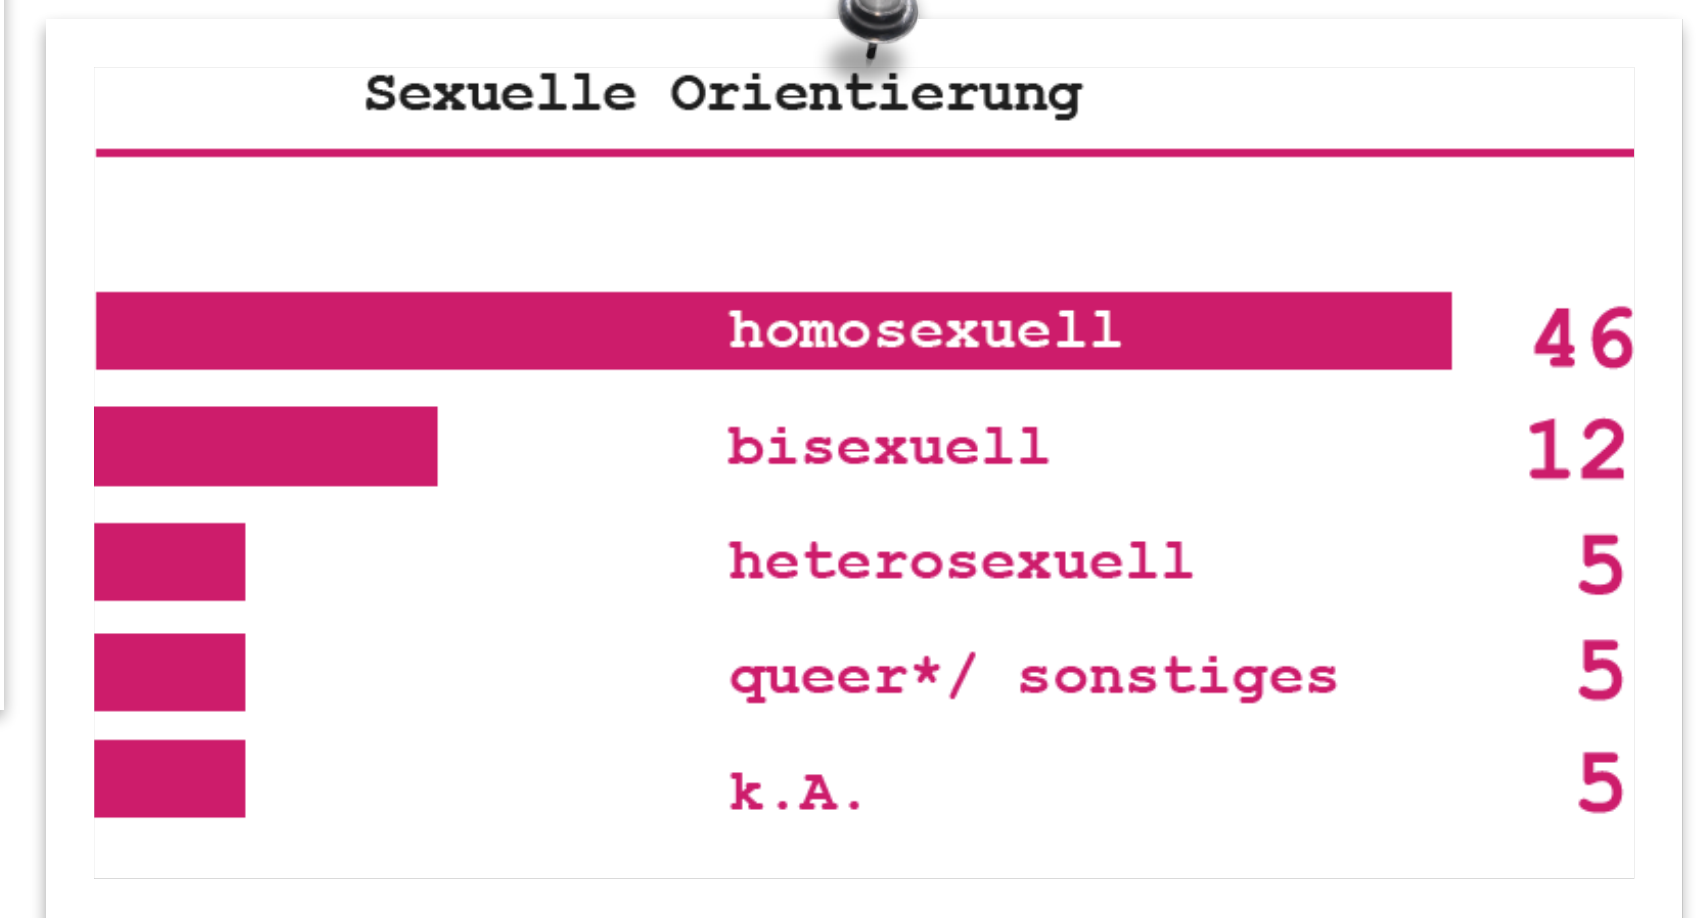 Sexuelle Orientierung
homosexuell 46
bisexuell 12
heterosexuell 5
queer*/ sonstiges 5
k.A. 5